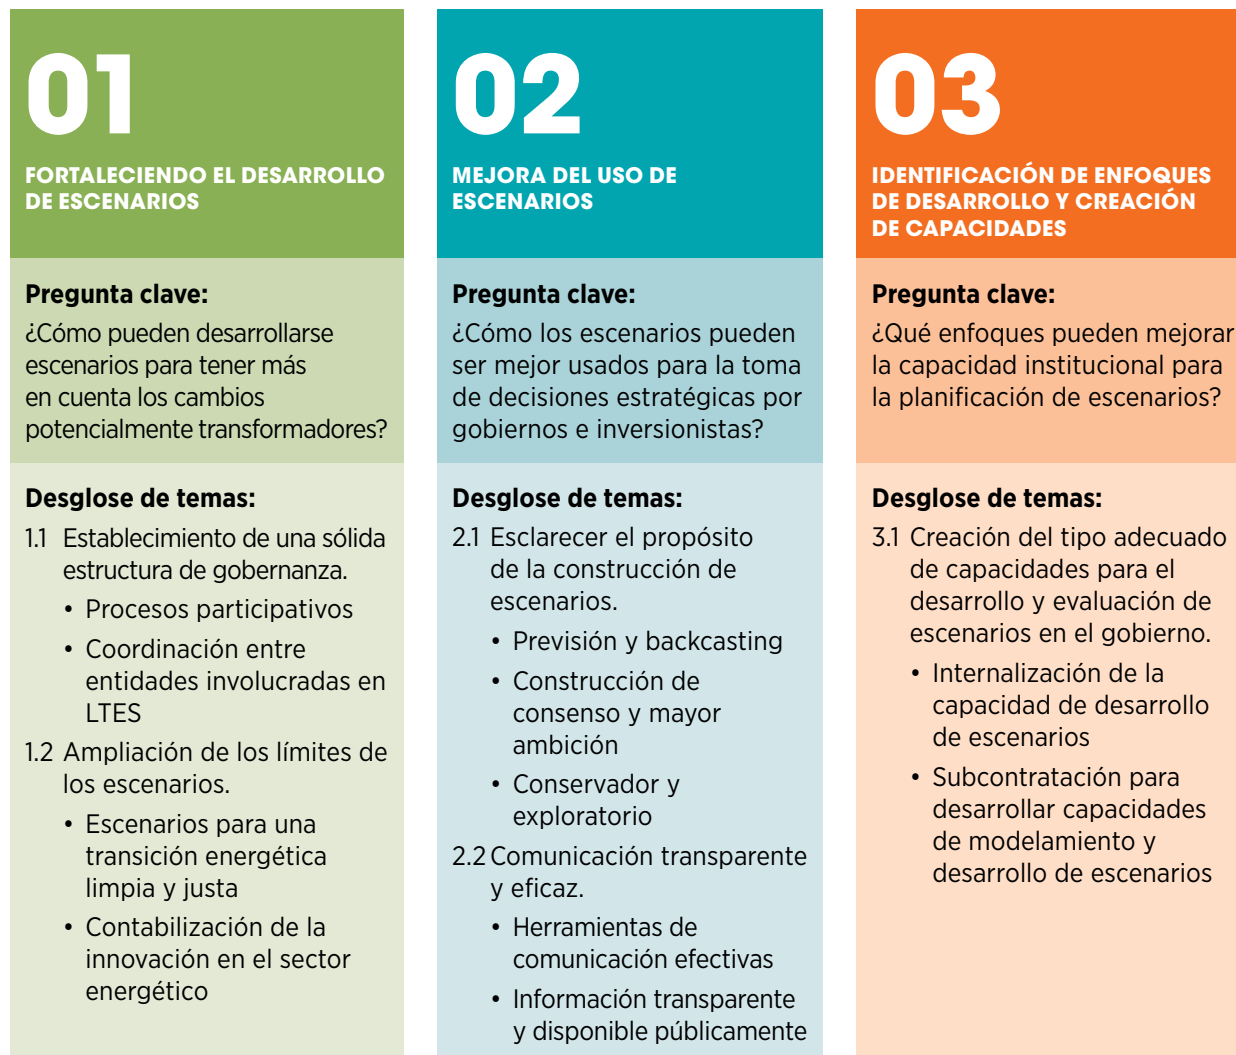 01
FORTALECIENDO EL DESARROLLO
DE ESCENARIOS
Pregunta clave:
¿Cómo pueden desarrollarse
escenarios para tener más
en cuenta los cambios
potencialmente transformadores?
Desglose de temas:
1.1 Establecimiento de una sólida
estructura de gobernanza.
• Procesos participativos
• Coordinación entre
entidades involucradas en
LTES
1.2 Ampliación de los límites de
los escenarios.
• Escenarios para una
transición energética
limpia y justa
• Contabilización de la
innovación en el sector
energético
02
MEJORA DEL USO DE
ESCENARIOS
Pregunta clave:
¿Cómo los escenarios pueden
ser mejor usados para la toma
de decisiones estratégicas por
gobiernos e inversionistas?
Desglose de temas:
2.1 Esclarecer el propósito
de la construcción de
escenarios.
• Previsión y backcasting
• Construcción de
consenso y mayor
ambición
• Conservador y
exploratorio
2.2 Comunicación transparente
y eficaz.
• Herramientas de
comunicación efectivas
• Información transparente
y disponible públicamente
03
IDENTIFICACIÓN DE ENFOQUES
DE DESARROLLO Y CREACIÓN
DE CAPACIDADES
Pregunta clave:
¿Qué enfoques pueden mejorar
la capacidad institucional para
la planificación de escenarios?
Desglose de temas:
3.1 Creación del tipo adecuado
de capacidades para el
desarrollo y evaluación de
escenarios en el gobierno.
• Internalización de la
capacidad de desarrollo
de escenarios
• Subcontratación para
desarrollar capacidades
de modelamiento y
desarrollo de escenarios